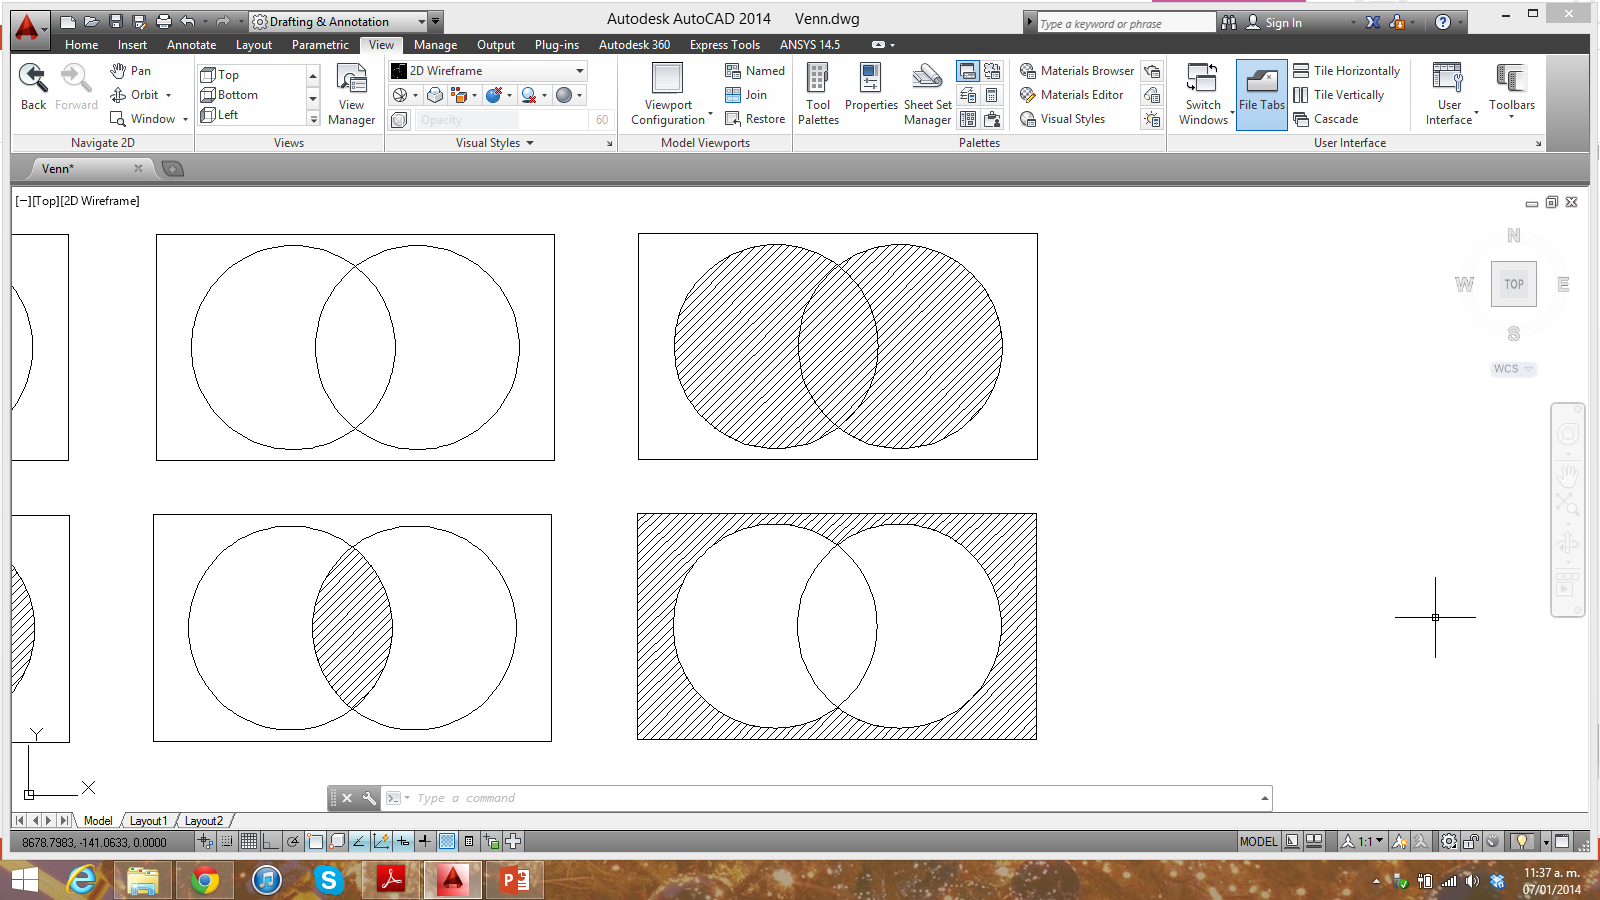 Drafting & Annotation
Autodesk AutoCAD 2014 Venn.dwg
Type a keyword or phrase
Sign In
Home Insert Annotate Layout Parametric View Manage Output Plug-ins Autodesk 360 Express Tools ANSYS 14.5
Back
Forward
Pan
Orbit
Window
Navigate 2D
Top
Bottom
Left
View
Manager
Views
2D Wireframe
Opacity 60
Visual Styles
Viewport
Configuration
Named
Join
Restore
Model Viewports
Tool
Palettes
Properties
Sheet Set
Manager
Materials Browser
Materials Editor
Visual Styles
Palettes
Switch
Windows
File Tabs
Tile Horizontally
Tile Vertically
Cascade
User
Interface
Toolbars
User Interface
Venn*
[−][Top][2D Wireframe]
N
W TOP E
S
WCS
Y
X
Type a command
Model Layout1 Layout2
8678.7983, -141.0633, 0.0000
MODEL
1:1
11:37 a. m.
07/01/2014